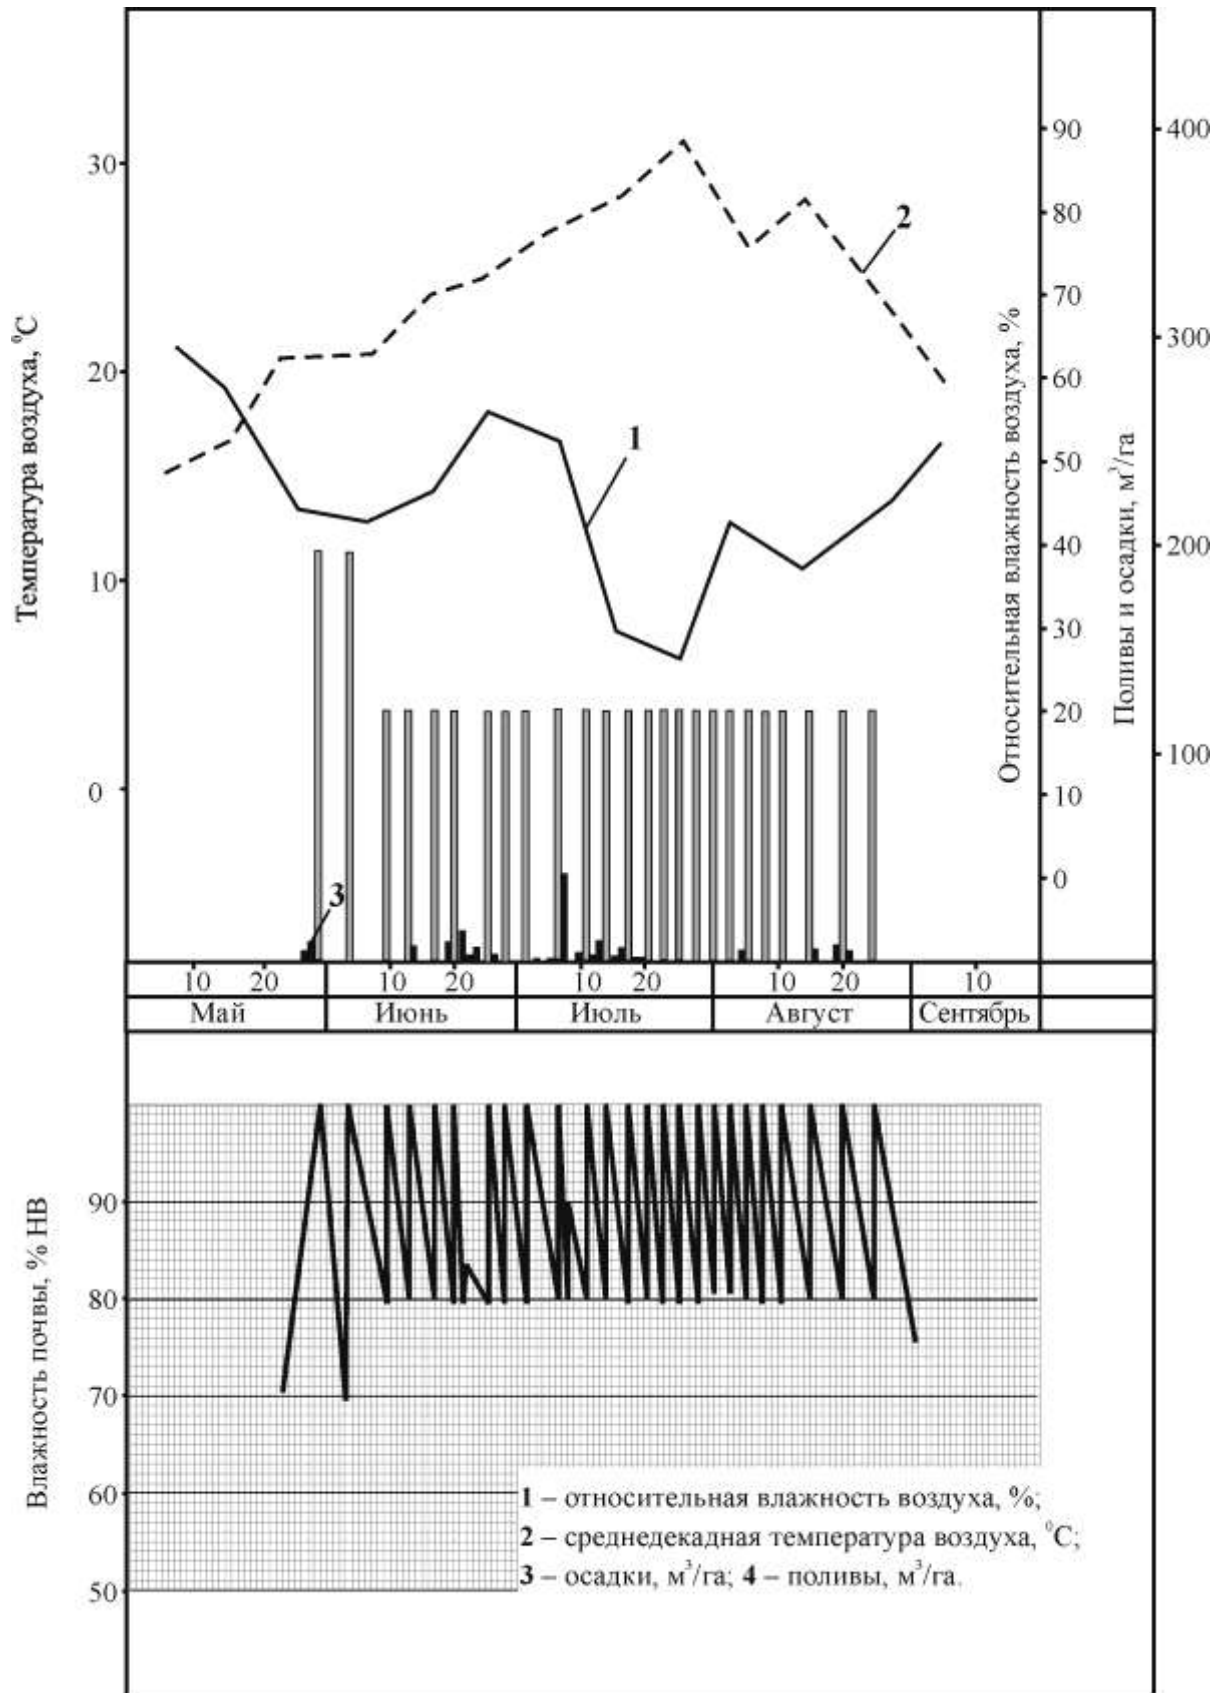 Температура воздуха, ⁰С
30
20
10
0
2
1
3
Относительная влажность воздуха, %
90
80
70
60
50
40
30
20
10
0
Поливы и осадки, м³/га
400
300
200
100
10 20 10 20 10 20 10 20 10
Май Июнь Июль Август Сентябрь
Влажность почвы, % НВ
90
80
70
60
50
1 – относительная влажность воздуха, %;
2 – среднедекадная температура воздуха, ⁰С;
3 – осадки, м³/га; 4 – поливы, м³/га.